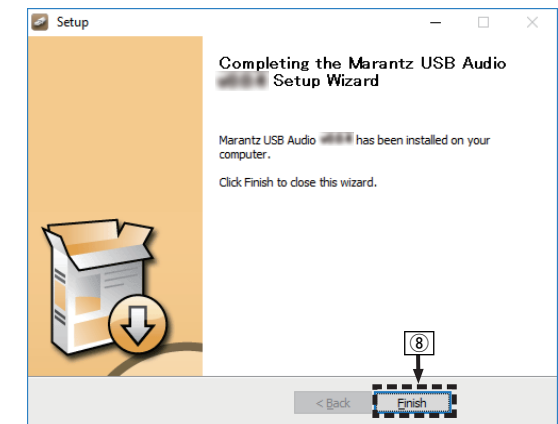 Setup
Completing the Marantz USB Audio
Setup Wizard
Marantz USB Audio has been installed on your
computer.
Click Finish to close this wizard.
⑧
< Back Finish